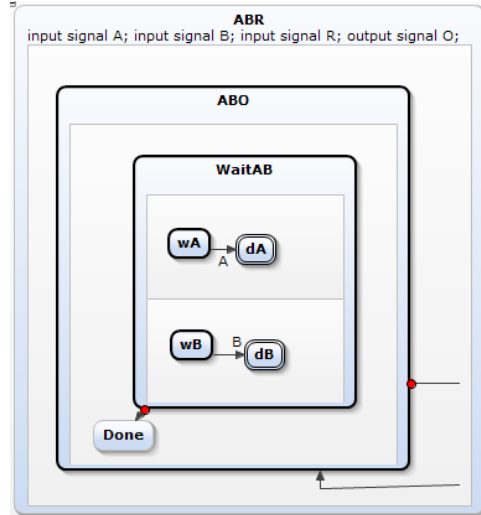 ABR
input signal A; input signal B; input signal R; output signal O;
ABO
WaitAB
wA
A
dA
wB
B
dB
Done